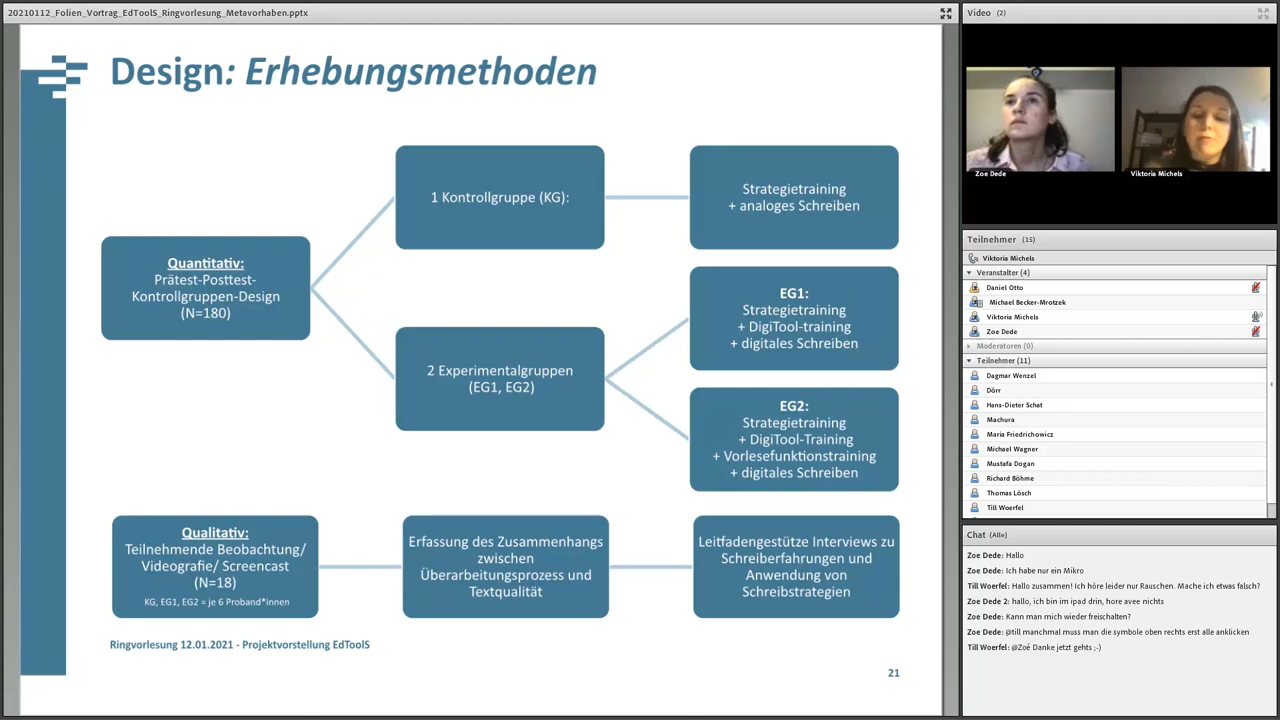 20210112_Folien_Vortrag_EdToolS_Ringvorlesung_Metavorhaben.pptx
Design: Erhebungsmethoden
Quantitativ:
Prätest-Posttest-
Kontrollgruppen-Design
(N=180)
1 Kontrollgruppe (KG):
Strategietraining
+ analoges Schreiben
2 Experimentalgruppen
(EG1, EG2)
EG1:
Strategietraining
+ DigiTool-training
+ digitales Schreiben
EG2:
Strategietraining
+ DigiTool-Training
+ Vorlesefunktionstraining
+ digitales Schreiben
Qualitativ:
Teilnehmende Beobachtung/
Videografie/ Screencast
(N=18)
KG, EG1, EG2 = je 6 Proband*innen
Erfassung des Zusammenhangs
zwischen
Überarbeitungsprozess und
Textqualität
Leitfadengestütze Interviews zu
Schreiberfahrungen und
Anwendung von
Schreibstrategien
Ringvorlesung 12.01.2021 - Projektvorstellung EdToolS
21
Video (2)
Zoe Dede
Viktoria Michels
Teilnehmer (15)
Viktoria Michels
Veranstalter (4)
Daniel Otto
Michael Becker-Mrotzek
Viktoria Michels
Zoe Dede
Moderatoren (0)
Teilnehmer (11)
Dagmar Wenzel
Dörr
Hans-Dieter Schat
Machura
Maria Friedrichowicz
Michael Wagner
Mustafa Dogan
Richard Böhme
Thomas Lösch
Till Woerfel
Chat (Alle)
Zoe Dede: Hallo
Zoe Dede: Ich habe nur ein Mikro
Till Woerfel: Hallo zusammen! Ich höre leider nur Rauschen. Mache ich etwas falsch?
Zoe Dede 2: hallo, ich bin im ipad drin, hore avee nichts
Zoe Dede: Kann man mich wieder freischalten?
Zoe Dede: @till manchmal muss man die symbole oben rechts erst alle anklicken
Till Woerfel: @Zoé Danke jetzt gehts ;-)